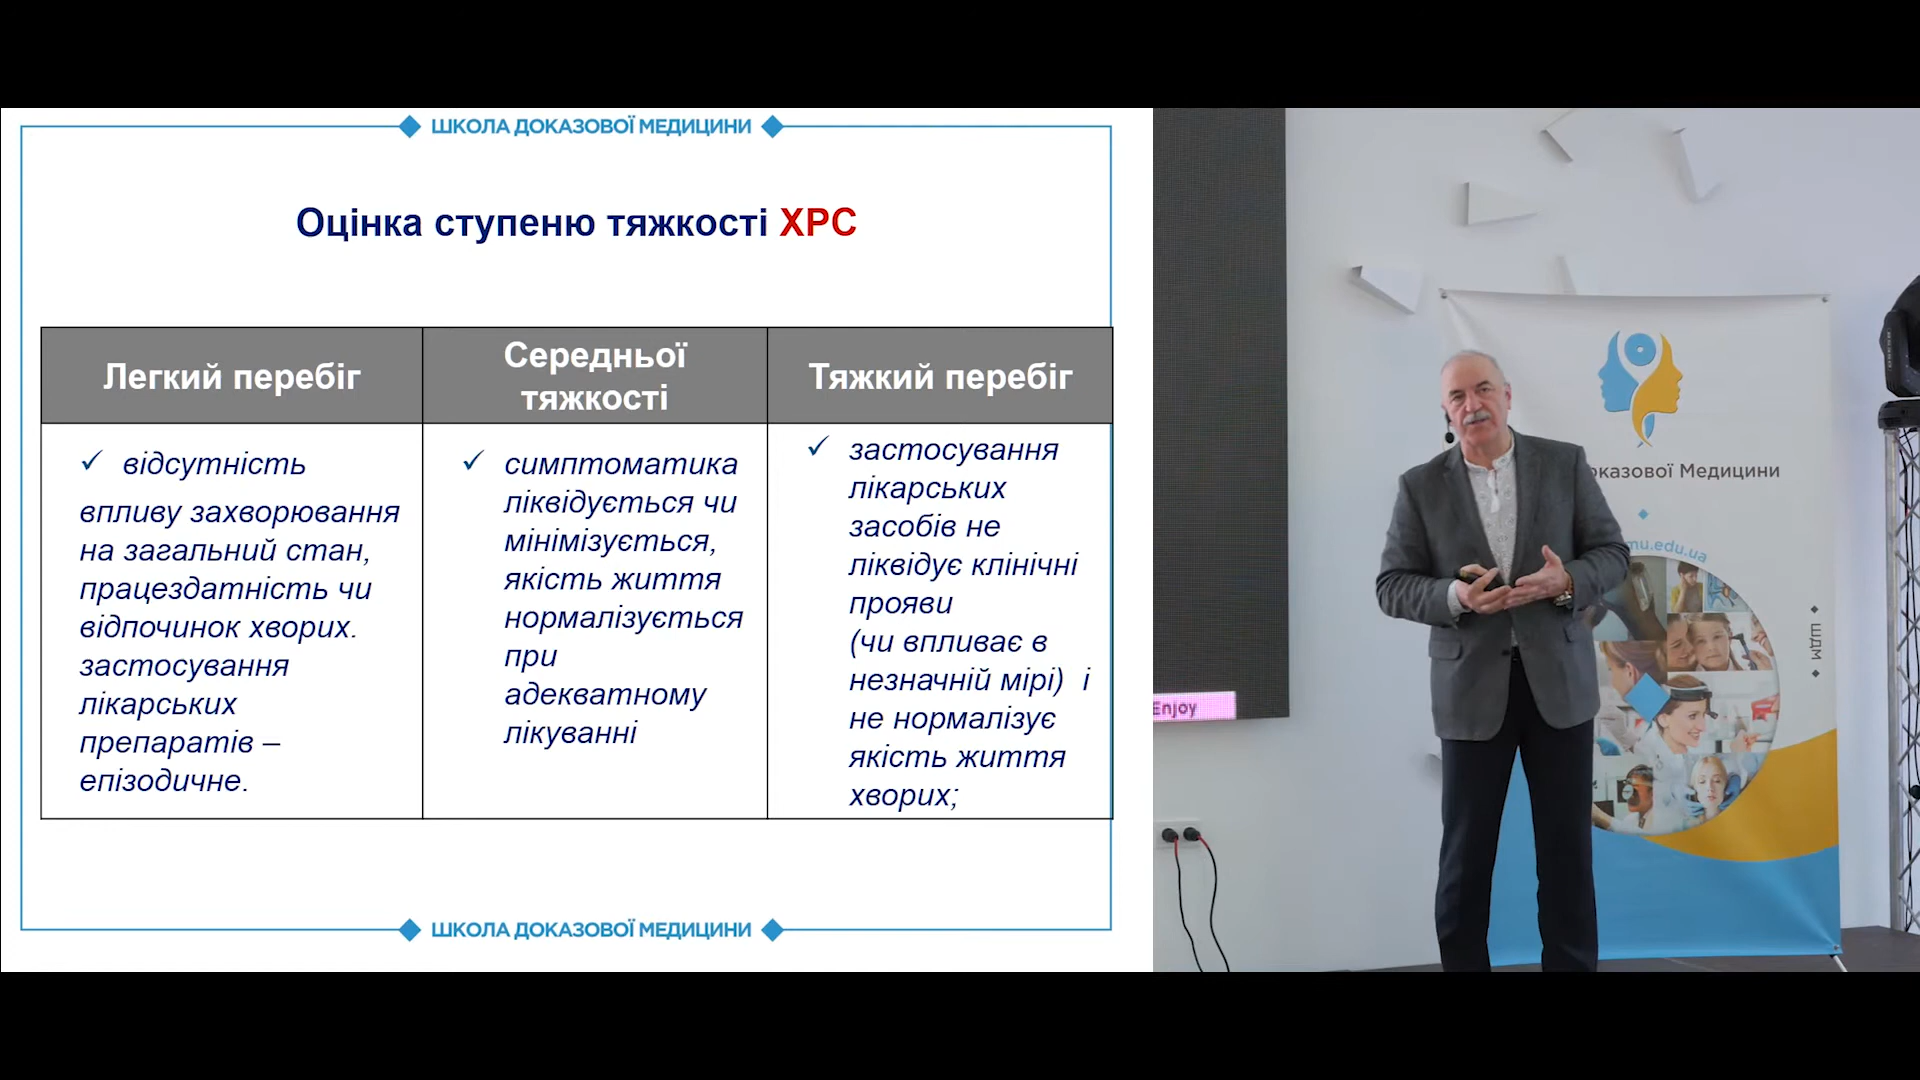 ШКОЛА ДОКАЗОВОЇ МЕДИЦИНИ
Оцінка ступеню тяжкості ХРС
Легкий перебіг
Середньої
тяжкості
Тяжкий перебіг
відсутність
впливу захворювання
на загальний стан,
працездатність чи
відпочинок хворих.
застосування
лікарських
препаратів –
епізодичне.
симптоматика
ліквідується чи
мінімізується,
якість життя
нормалізується
при
адекватному
лікуванні
застосування
лікарських
засобів не
ліквідує клінічні
прояви
(чи впливає в
незначній мірі) і
не нормалізує
якість життя
хворих;
ШКОЛА ДОКАЗОВОЇ МЕДИЦИНИ
Enjoy
Медицини
mu.edu.ua
ШДМ